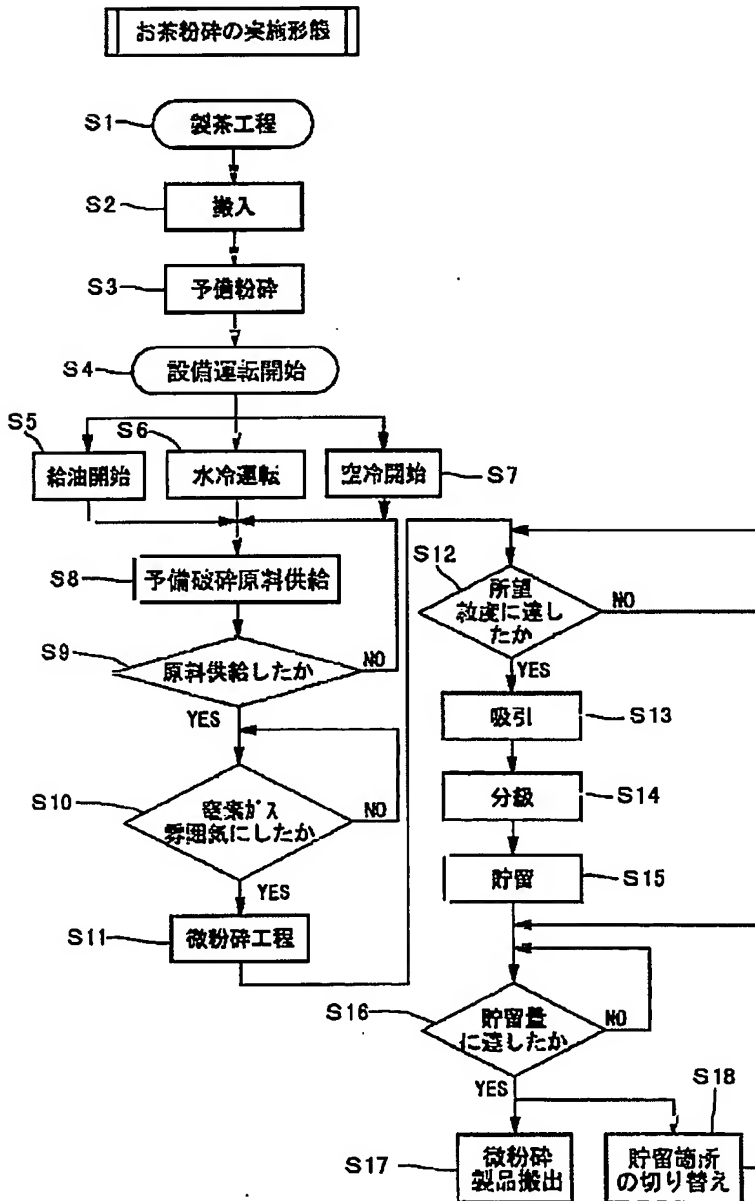 お茶粉砕の実施形態
S1
製茶工程
S2
搬入
S3
予備粉砕
S4
設備運転開始
S5
給油開始
S6
水冷運転
S7
空冷開始
S8
予備破砕原料供給
S9
原料供給したか
NO
YES
S10
窒素ガス
雰囲気にしたか
NO
YES
S11
微粉砕工程
S12
所望
粒度に達し
たか
NO
YES
吸引
S13
分級
S14
貯留
S15
S16
貯留量
に達したか
NO
YES
S17
微粉砕
製品搬出
S18
貯留箇所
の切り替え